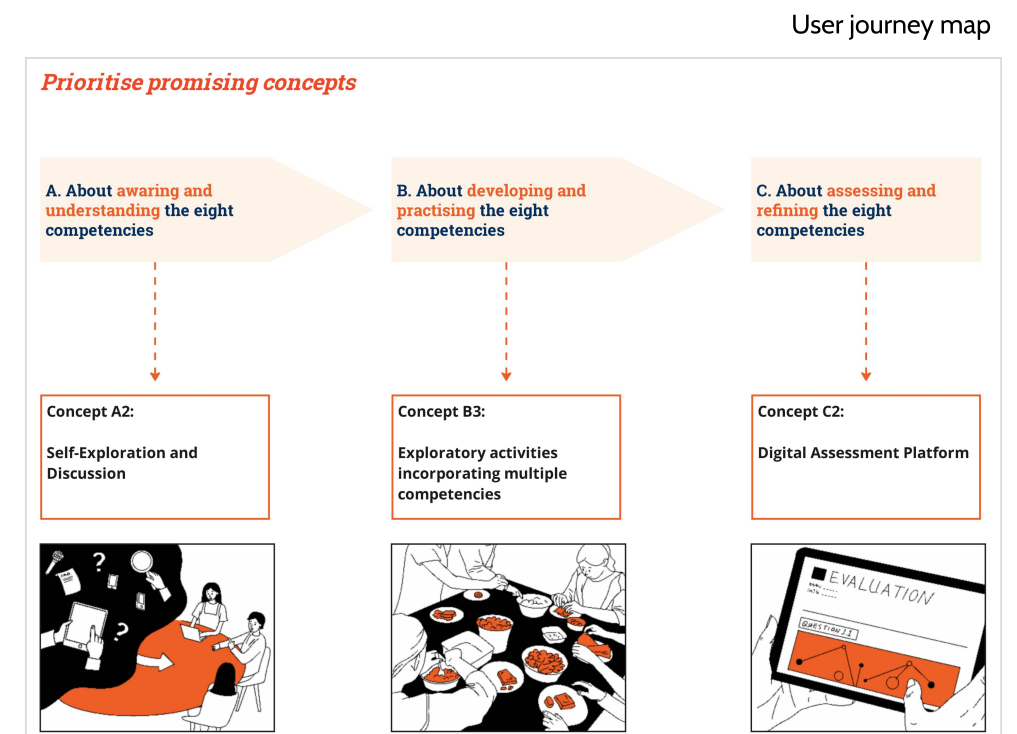 User journey map
Prioritise promising concepts
A. About awaring and
understanding the eight
competencies
B. About developing and
practising the eight
competencies
C. About assessing and
refining the eight
competencies
Concept A2:
Self-Exploration and
Discussion
Concept B3:
Exploratory activities
incorporating multiple
competencies
Concept C2:
Digital Assessment Platform
?
?
EVALUATION